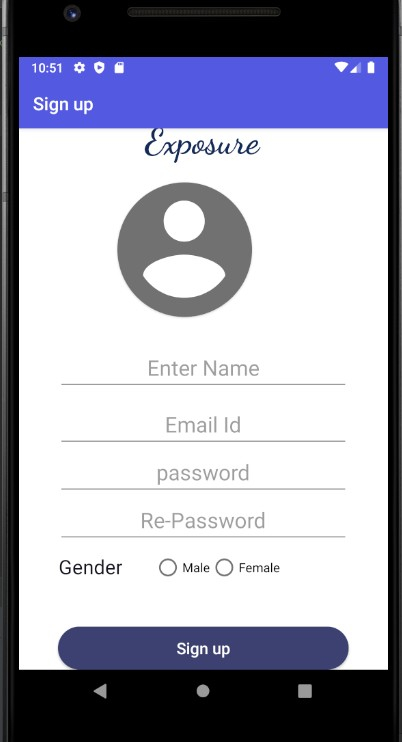 10:51
Sign up
Exposure
Enter Name
Email Id
password
Re-Password
Gender Male Female
Sign up